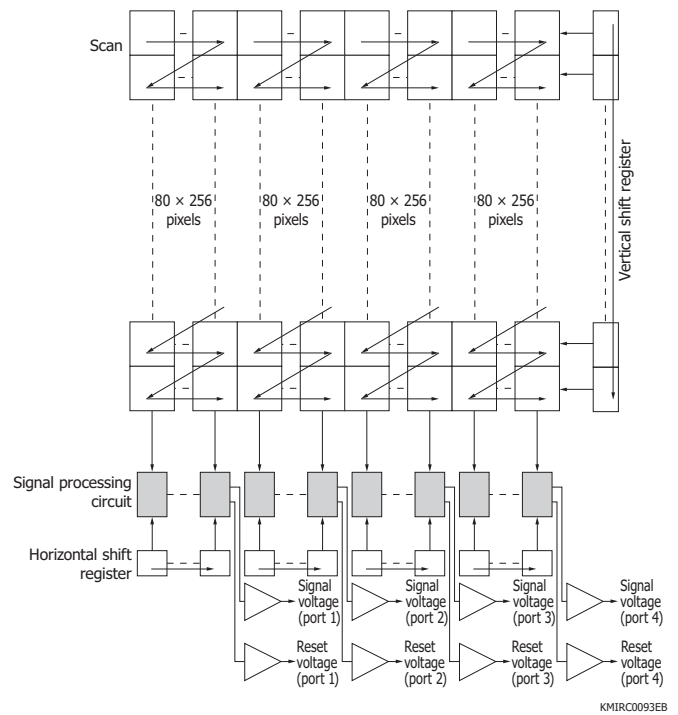 Scan
80 × 256
pixels
80 × 256
pixels
80 × 256
pixels
80 × 256
pixels
Vertical shift register
Signal processing
circuit
Horizontal shift
register
Signal
voltage
(port 1)
Signal
voltage
(port 2)
Signal
voltage
(port 3)
Signal
voltage
(port 4)
Reset
voltage
(port 1)
Reset
voltage
(port 2)
Reset
voltage
(port 3)
Reset
voltage
(port 4)
KMIRC0093EB